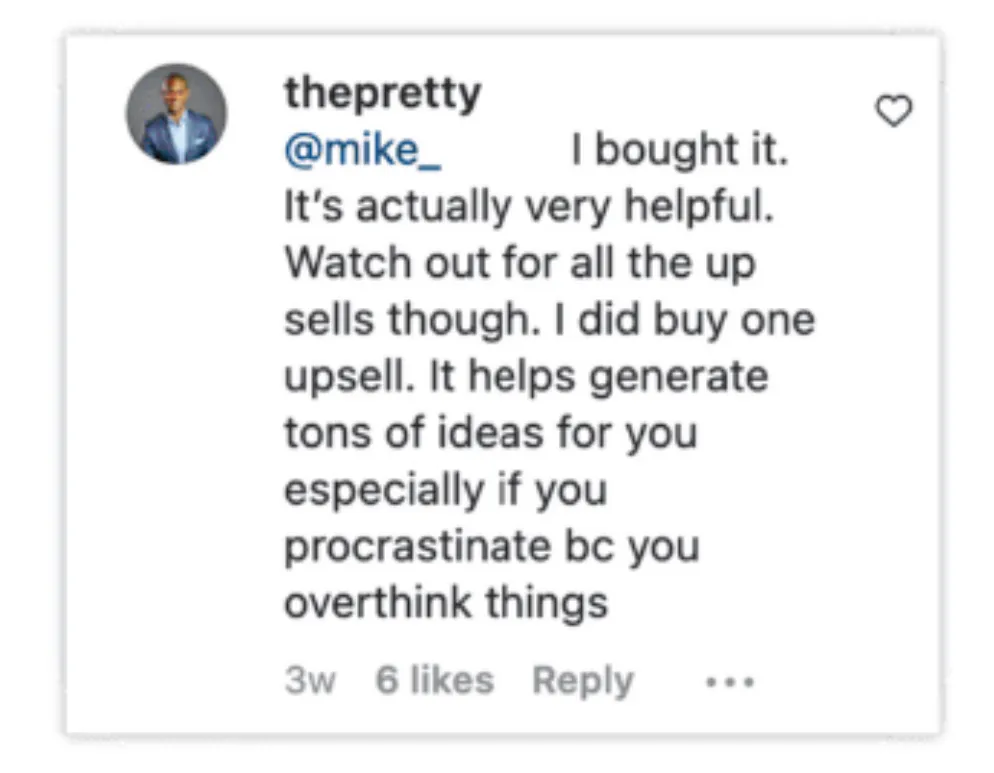 thepretty
@mike_ I bought it.
It's actually very helpful.
Watch out for all the up
sells though. I did buy one
upsell. It helps generate
tons of ideas for you
especially if you
procrastinate bc you
overthink things
3w 6 likes Reply ...